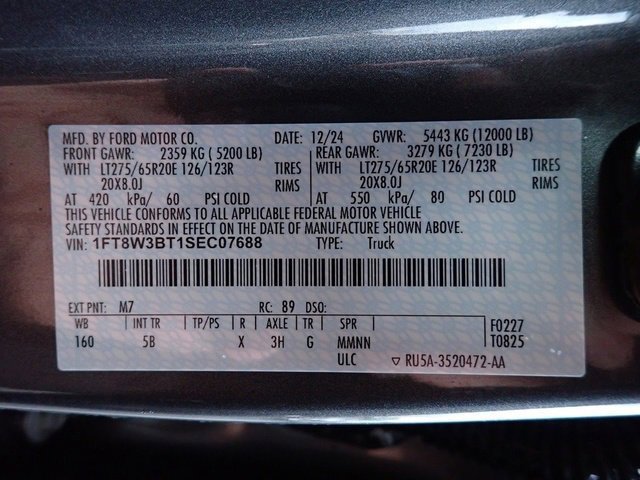 MFD. BY FORD MOTOR CO. DATE: 12/24 GVWR: 5443 KG (12000 LB)
FRONT GAWR: 2359 KG ( 5200 LB) REAR GAWR: 3279 KG ( 7230 LB)
WITH LT275/65R20E 126/123R TIRES WITH LT275/65R20E 126/123R TIRES
20X8.0J RIMS 20X8.0J RIMS
AT 420 kPa/ 60 PSI COLD AT 550 kPa/ 80 PSI COLD
THIS VEHICLE CONFORMS TO ALL APPLICABLE FEDERAL MOTOR VEHICLE
SAFETY STANDARDS IN EFFECT ON THE DATE OF MANUFACTURE SHOWN ABOVE.
VIN: 1FT8W3BT1SEC07688 TYPE: Truck
EXT PNT: M7 RC: 89 DSO:
WB INT TR TP/PS R AXLE TR SPR F0227
160 5B X 3H G MMNN T0825
ULC ▽ RU5A-3520472-AA